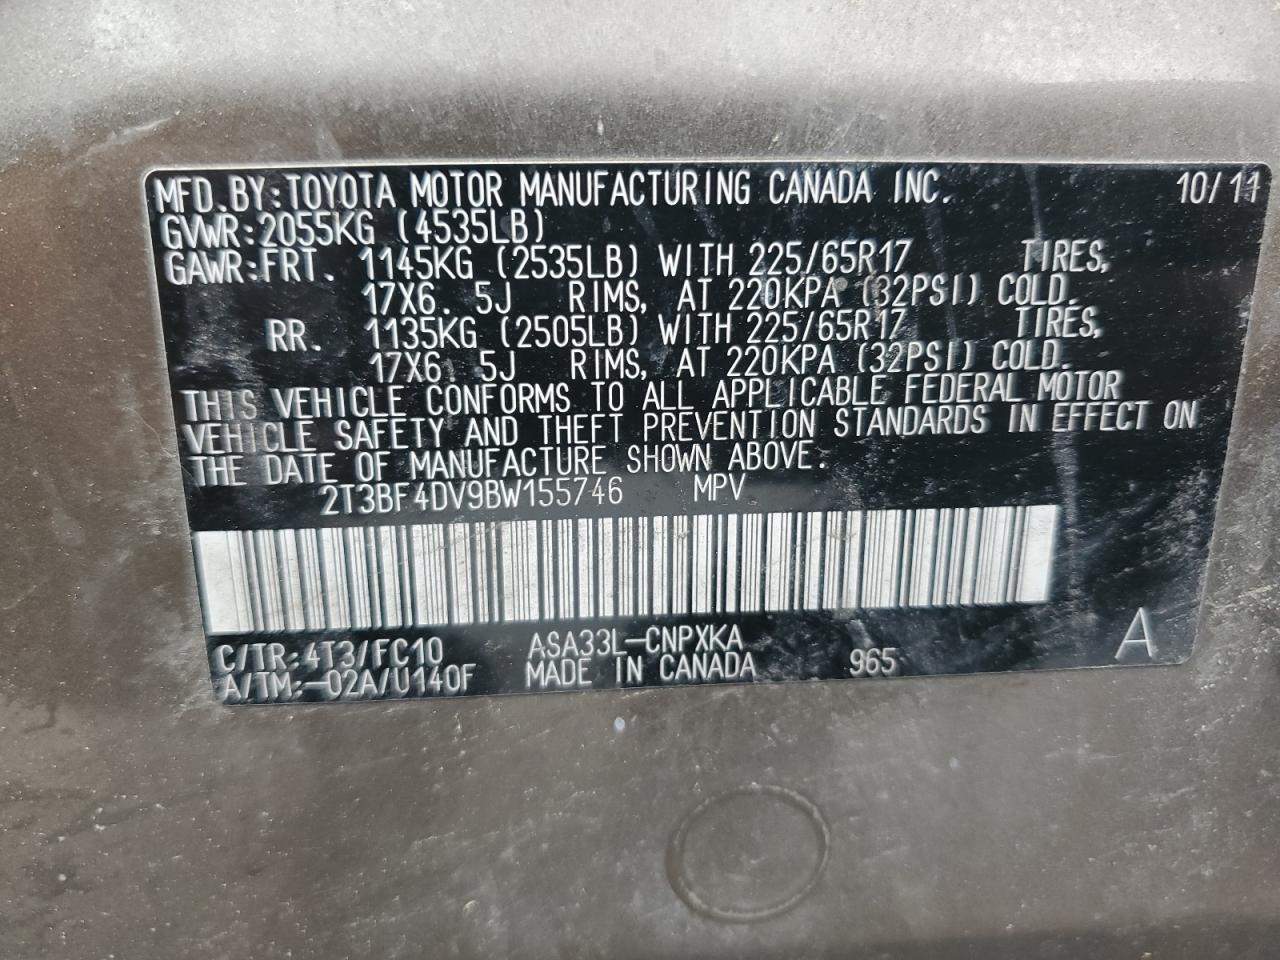 MFD.BY:TOYOTA MOTOR MANUFACTURING CANADA INC. 10/11
GVWR:2055KG (4535LB)
GAWR:FRT. 1145KG (2535LB) WITH 225/65R17 TIRES,
17X6. 5J RIMS, AT 220KPA (32PSI) COLD.
RR. 1135KG (2505LB) WITH 225/65R17 TIRES,
17X6. 5J RIMS, AT 220KPA (32PSI) COLD.
THIS VEHICLE CONFORMS TO ALL APPLICABLE FEDERAL MOTOR
VEHICLE SAFETY AND THEFT PREVENTION STANDARDS IN EFFECT ON
THE DATE OF MANUFACTURE SHOWN ABOVE.
2T3BF4DV9BW155746 MPV
C/TR:4T3/FC10 ASA33L-CNPXKA
A/TM:-02A/U140F MADE IN CANADA 965 A